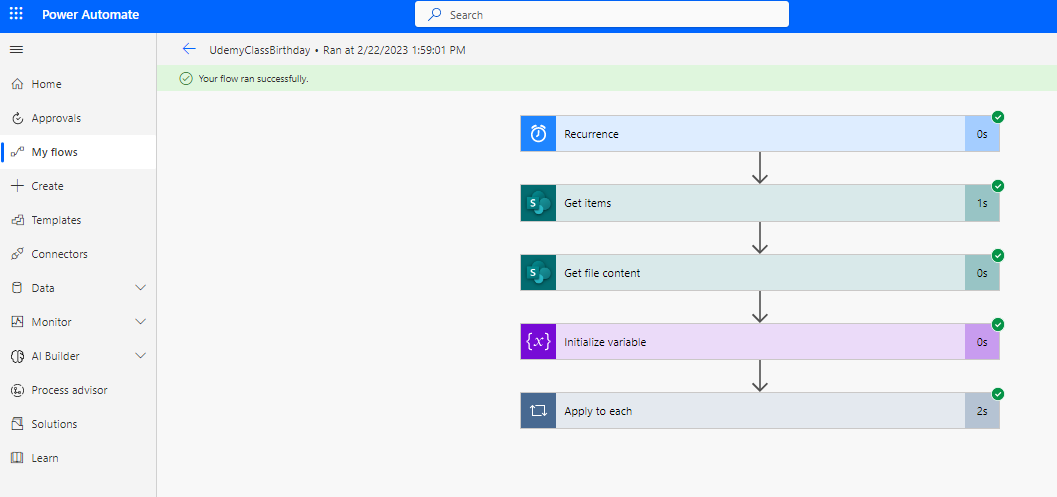 Power Automate
Search
UdemyClassBirthday • Ran at 2/22/2023 1:59:01 PM
Your flow ran successfully.
Home
Approvals
My flows
Create
Templates
Connectors
Data
Monitor
AI Builder
Process advisor
Solutions
Learn
Recurrence 0s
S Get items 1s
S Get file content 0s
{x} Initialize variable 0s
Apply to each 2s